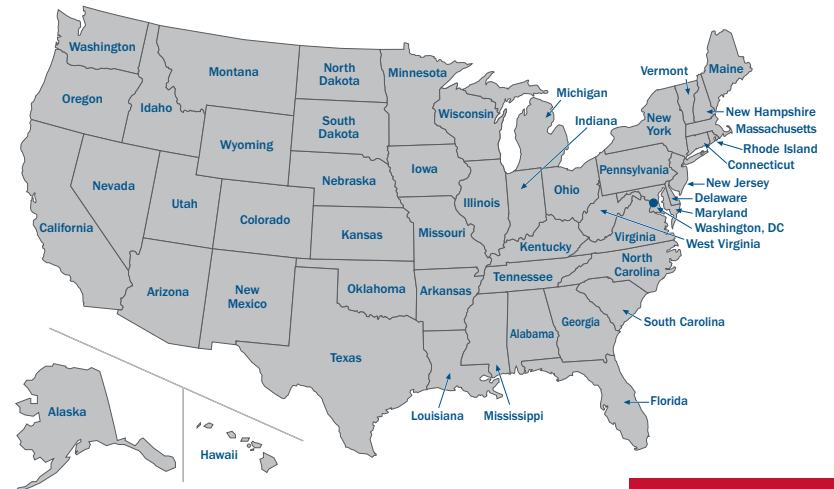 Washington
Montana
North
Dakota
Minnesota
Vermont
Maine
Oregon
Idaho
Michigan
Wisconsin
New Hampshire
South
Dakota
New
York
Indiana
Massachusetts
Wyoming
Rhode Island
Connecticut
Iowa
Pennsylvania
Nevada
Nebraska
New Jersey
Utah
Ohio
Delaware
Illinois
Maryland
Colorado
California
Kansas
Missouri
Virginia
Washington, DC
West Virginia
Kentucky
North
Carolina
Tennessee
Arizona
New
Mexico
Oklahoma
Arkansas
South Carolina
Georgia
Alabama
Texas
Florida
Louisiana
Mississippi
Alaska
Hawaii